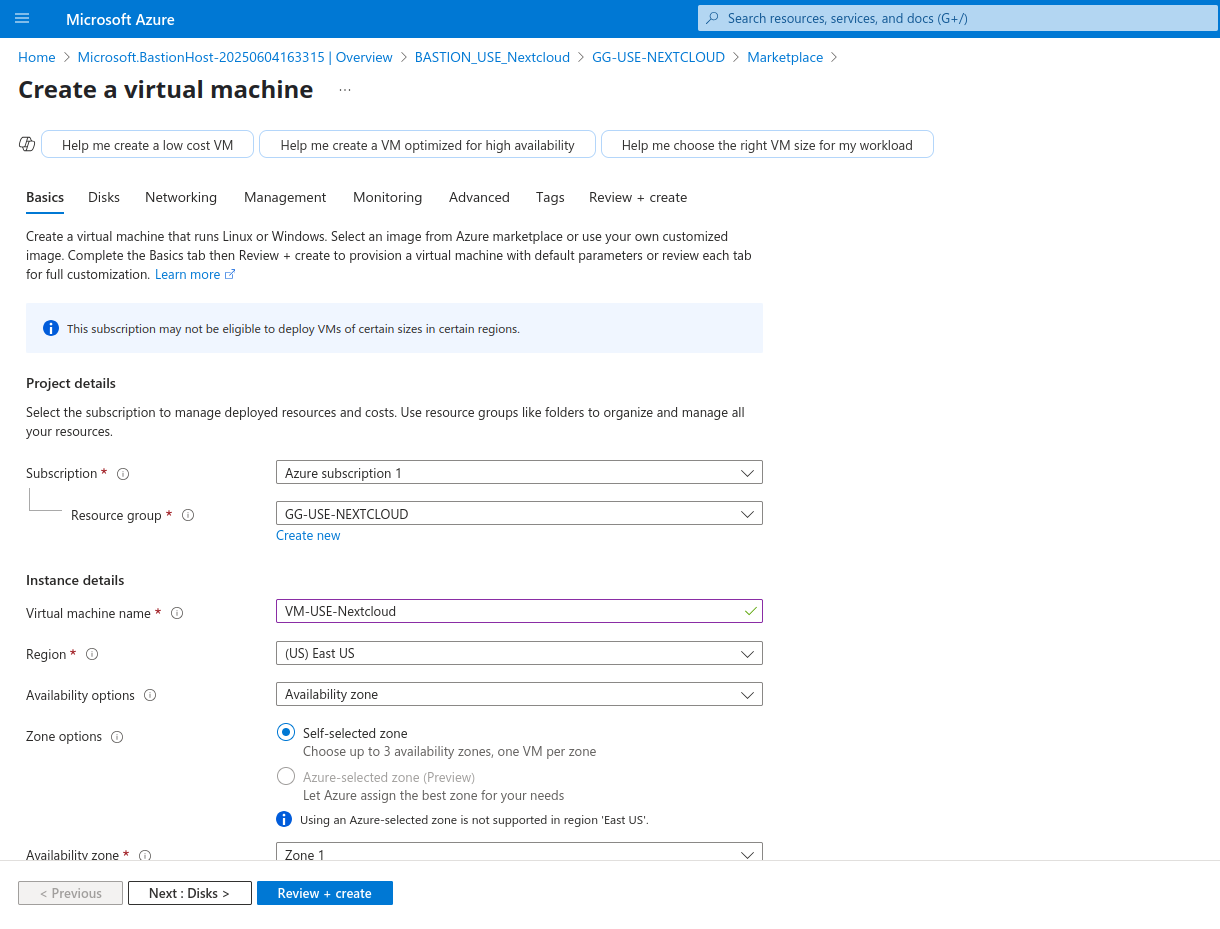 Microsoft Azure
Search resources, services, and docs (G+/)
Home > Microsoft.BastionHost-20250604163315 | Overview > BASTION_USE_Nextcloud > GG-USE-NEXTCLOUD > Marketplace >
Create a virtual machine ...
Help me create a low cost VM
Help me create a VM optimized for high availability
Help me choose the right VM size for my workload
Basics Disks Networking Management Monitoring Advanced Tags Review + create
Create a virtual machine that runs Linux or Windows. Select an image from Azure marketplace or use your own customized
image. Complete the Basics tab then Review + create to provision a virtual machine with default parameters or review each tab
for full customization. Learn more
This subscription may not be eligible to deploy VMs of certain sizes in certain regions.
Project details
Select the subscription to manage deployed resources and costs. Use resource groups like folders to organize and manage all
your resources.
Subscription *
Azure subscription 1
Resource group *
GG-USE-NEXTCLOUD
Create new
Instance details
Virtual machine name *
VM-USE-Nextcloud
Region *
(US) East US
Availability options
Availability zone
Zone options
Self-selected zone
Choose up to 3 availability zones, one VM per zone
Azure-selected zone (Preview)
Let Azure assign the best zone for your needs
Using an Azure-selected zone is not supported in region 'East US'.
Availability zone *
Zone 1
< Previous
Next : Disks >
Review + create